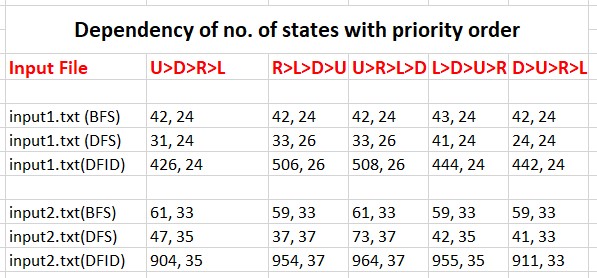 Dependency of no. of states with priority order
Input File U>D>R>L R>L>D>U U>R>L>D L>D>U>R D>U>R>L
input1.txt (BFS) 42, 24 42, 24 42, 24 43, 24 42, 24
input1.txt (DFS) 31, 24 33, 26 33, 26 41, 24 24, 24
input1.txt(DFID) 426, 24 506, 26 508, 26 444, 24 442, 24
input2.txt(BFS) 61, 33 59, 33 61, 33 59, 33 59, 33
input2.txt(DFS) 47, 35 37, 37 73, 37 42, 35 41, 33
input2.txt(DFID) 904, 35 954, 37 964, 37 955, 35 911, 33